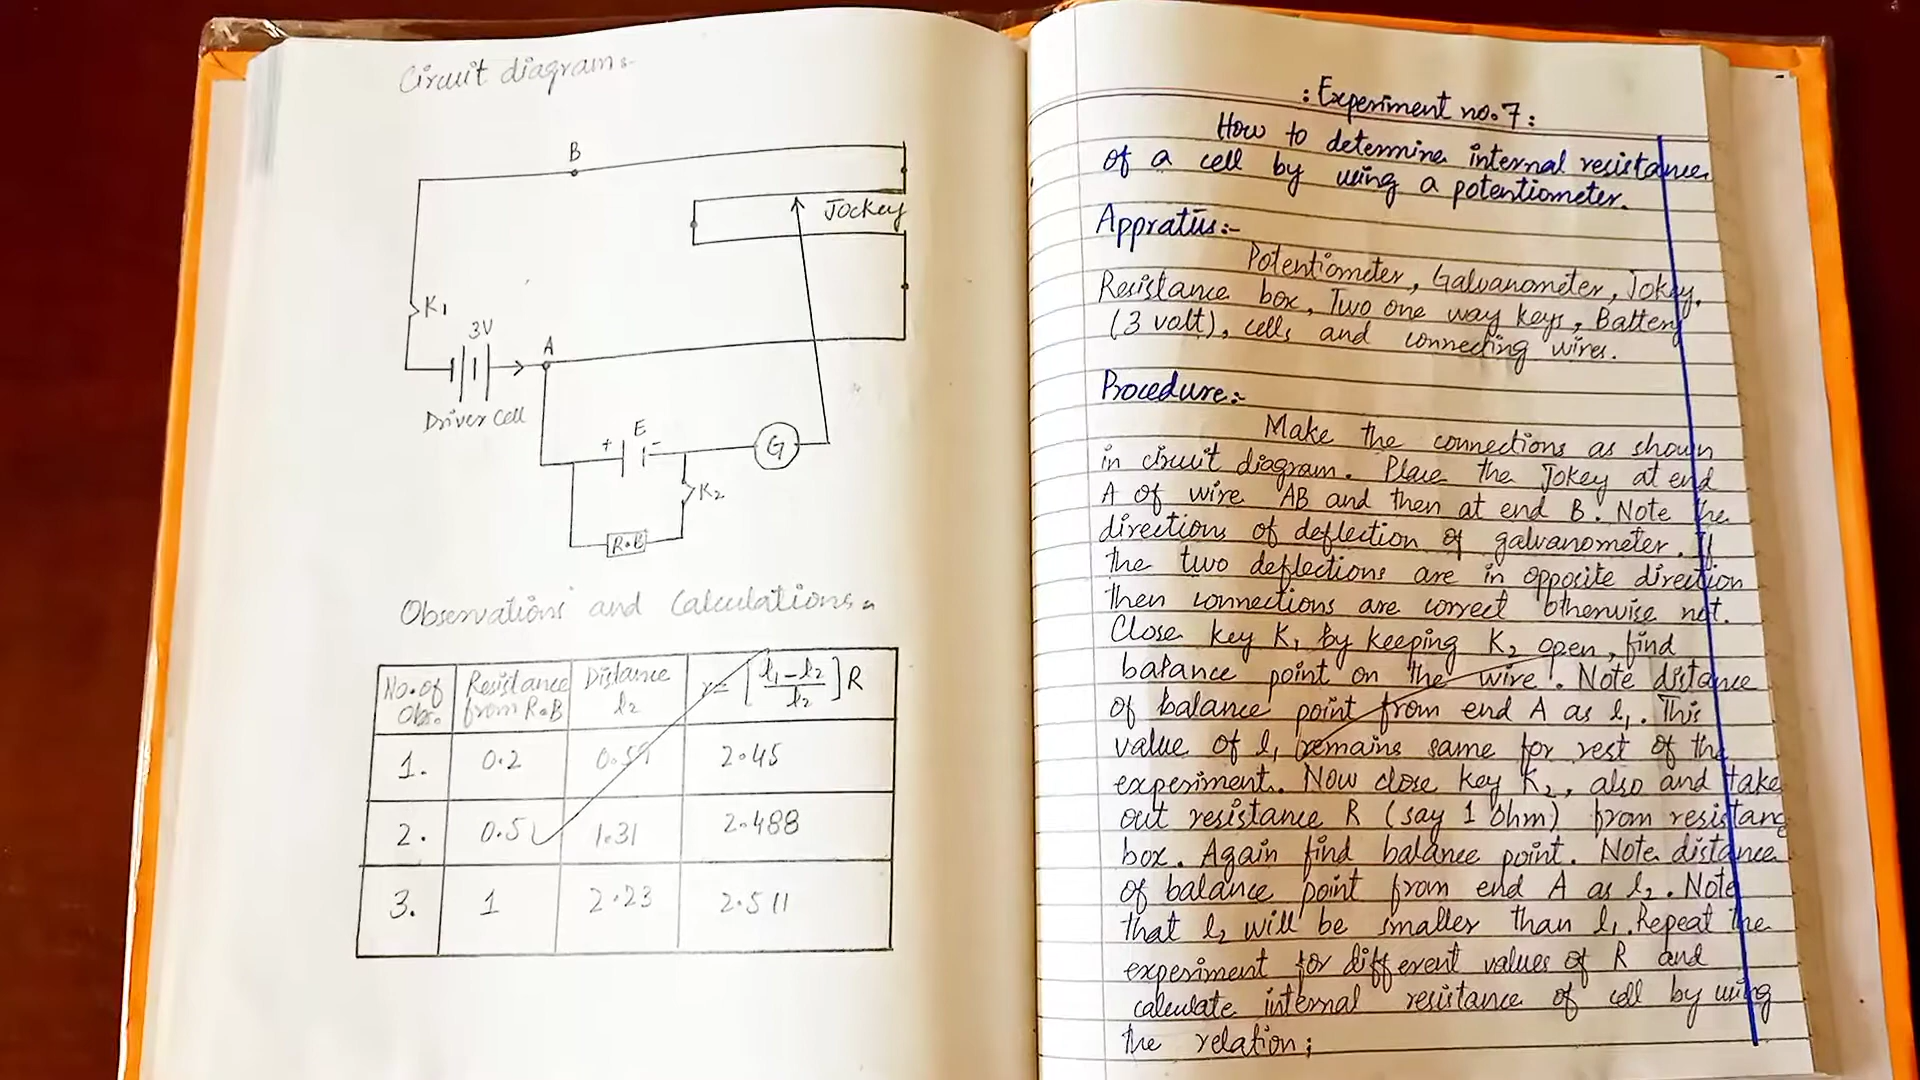 Circuit diagram:-
B
Jockey
K1
3V
A
Driver Cell
+ E -
G
K2
R.B
Observations and Calculations:-
No. of Obs. | Resistance from R.B | Distance l2 | r = [l1-l2/l2]R
1. | 0.2 | 0.59 | 2.45
2. | 0.5 | 1.31 | 2.488
3. | 1 | 2.23 | 2.511
: Experiment no. 7 :
How to determine internal resistance
of a cell by using a potentiometer.
Appratus:-
Potentiometer, Galvanometer, Jokey,
Resistance box, Two one way keys, Battery
(3 volt), cells and connecting wires.
Procedure:-
Make the connections as shown
in circuit diagram. Place the Jokey at end
A of wire AB and then at end B. Note the
directions of deflection of galvanometer. If
the two deflections are in opposite direction
then connections are correct otherwise not.
Close key K1 by keeping K2 open, find
balance point on the wire. Note distance
of balance point from end A as l1. This
value of l1 remains same for rest of the
experiment. Now close key K2, also and take
out resistance R (say 1 ohm) from resistanc
box. Again find balance point. Note distance
of balance point from end A as l2. Note
that l2 will be smaller than l1. Repeat the
experiment for different values of R and
calculate internal resistance of cell by using
the relation;